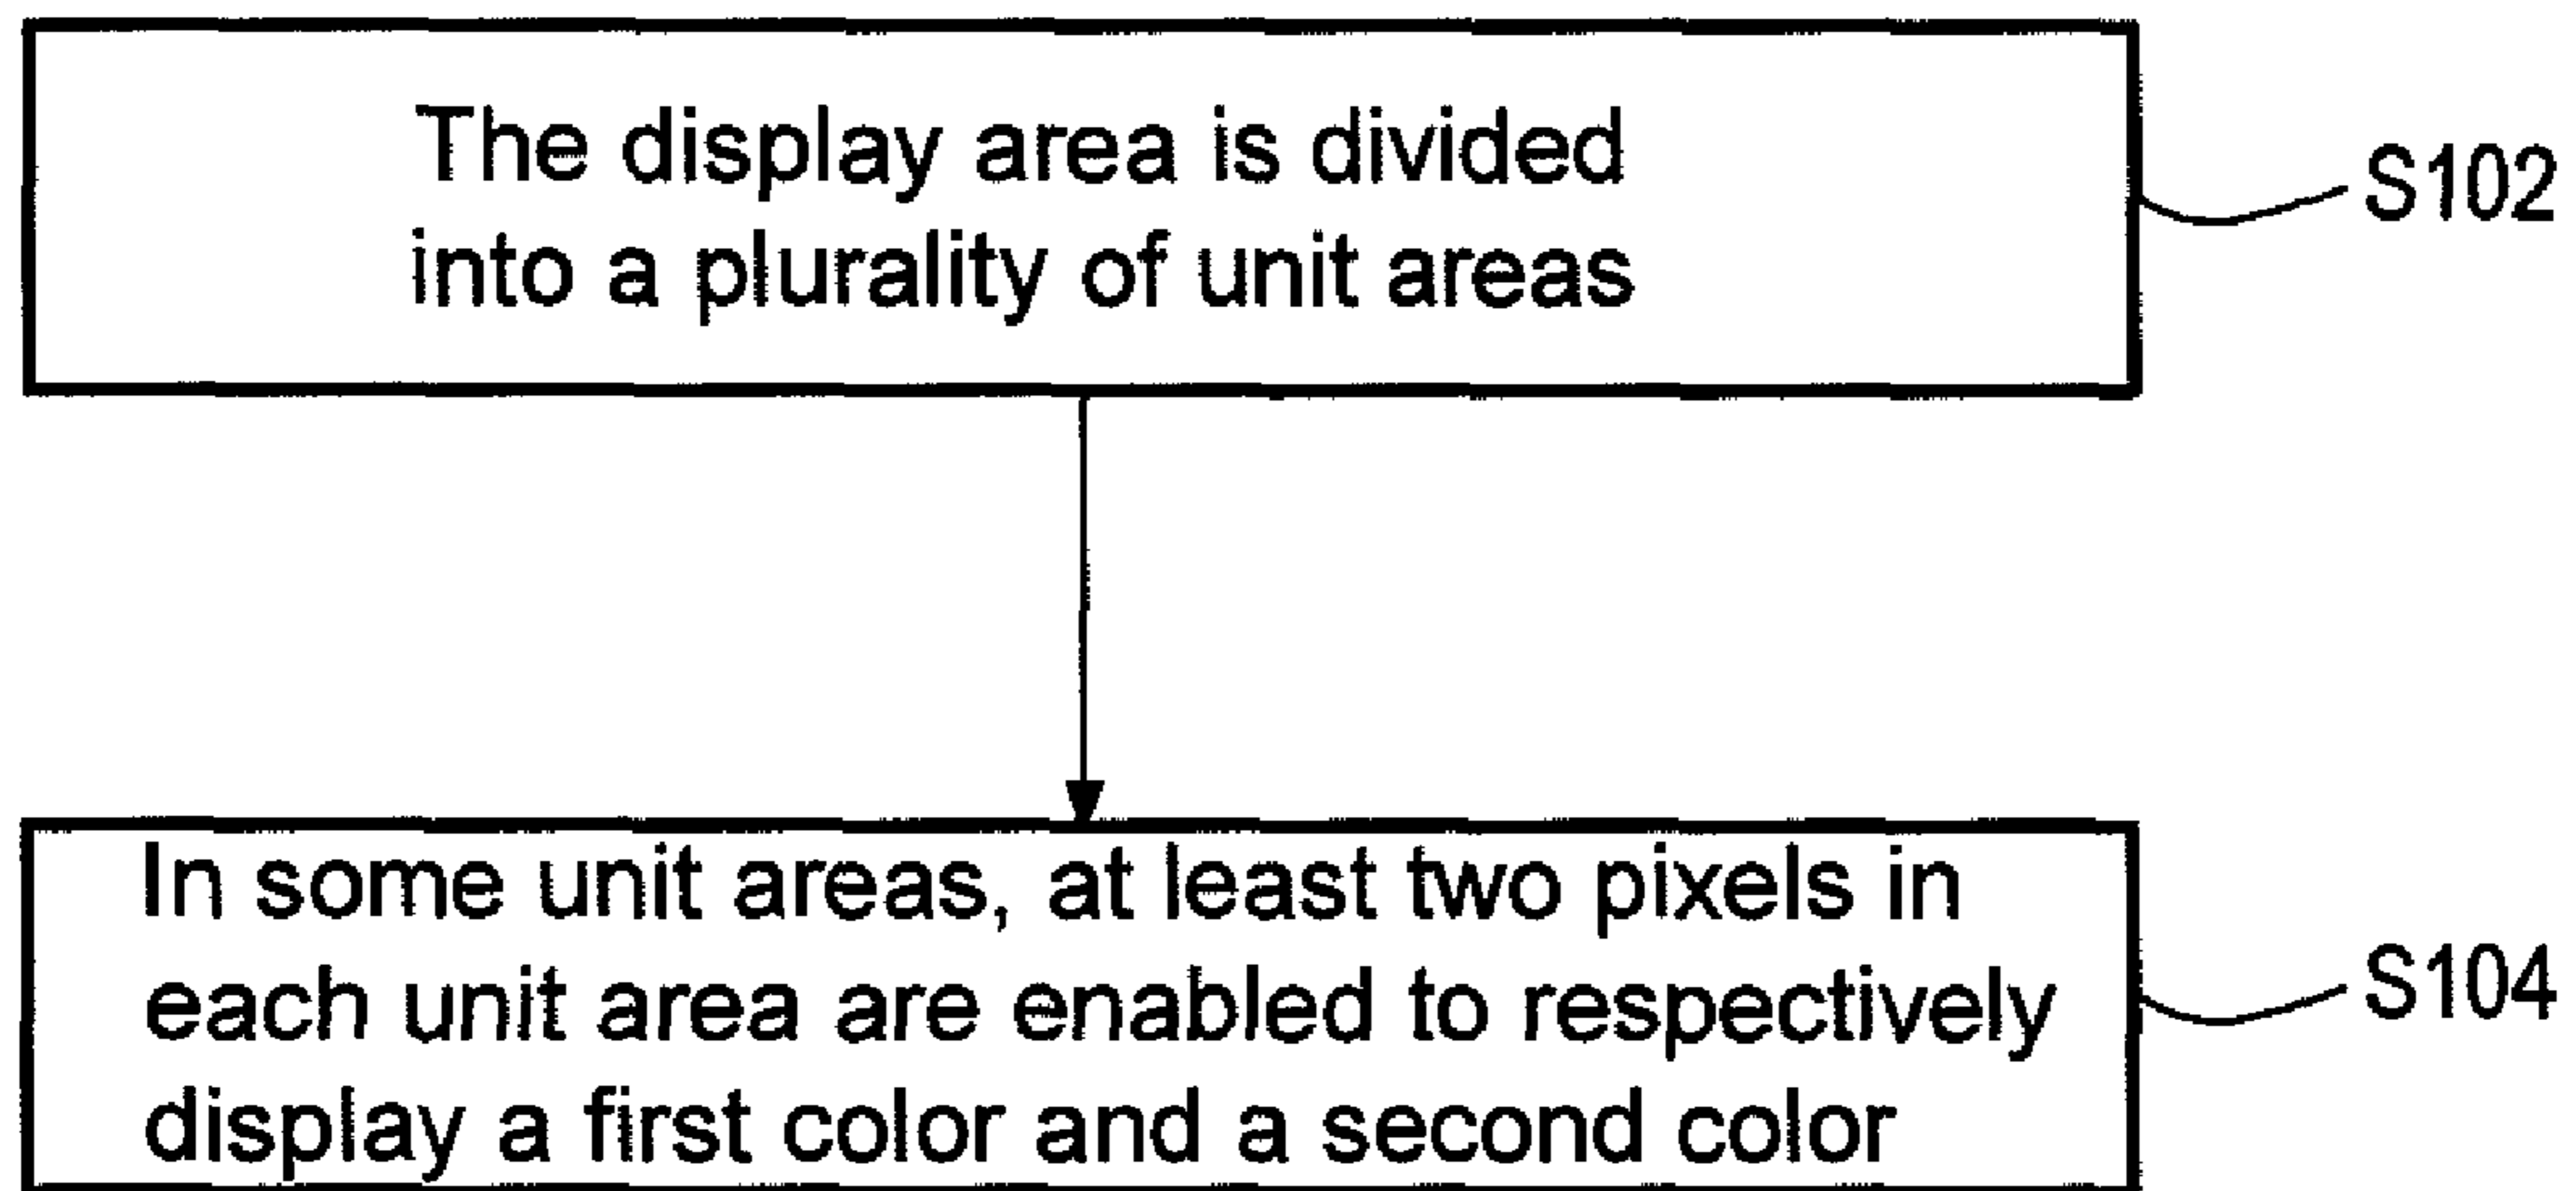 The display area is divided
into a plurality of unit areas
S102
In some unit areas, at least two pixels in
each unit area are enabled to respectively
display a first color and a second color
S104